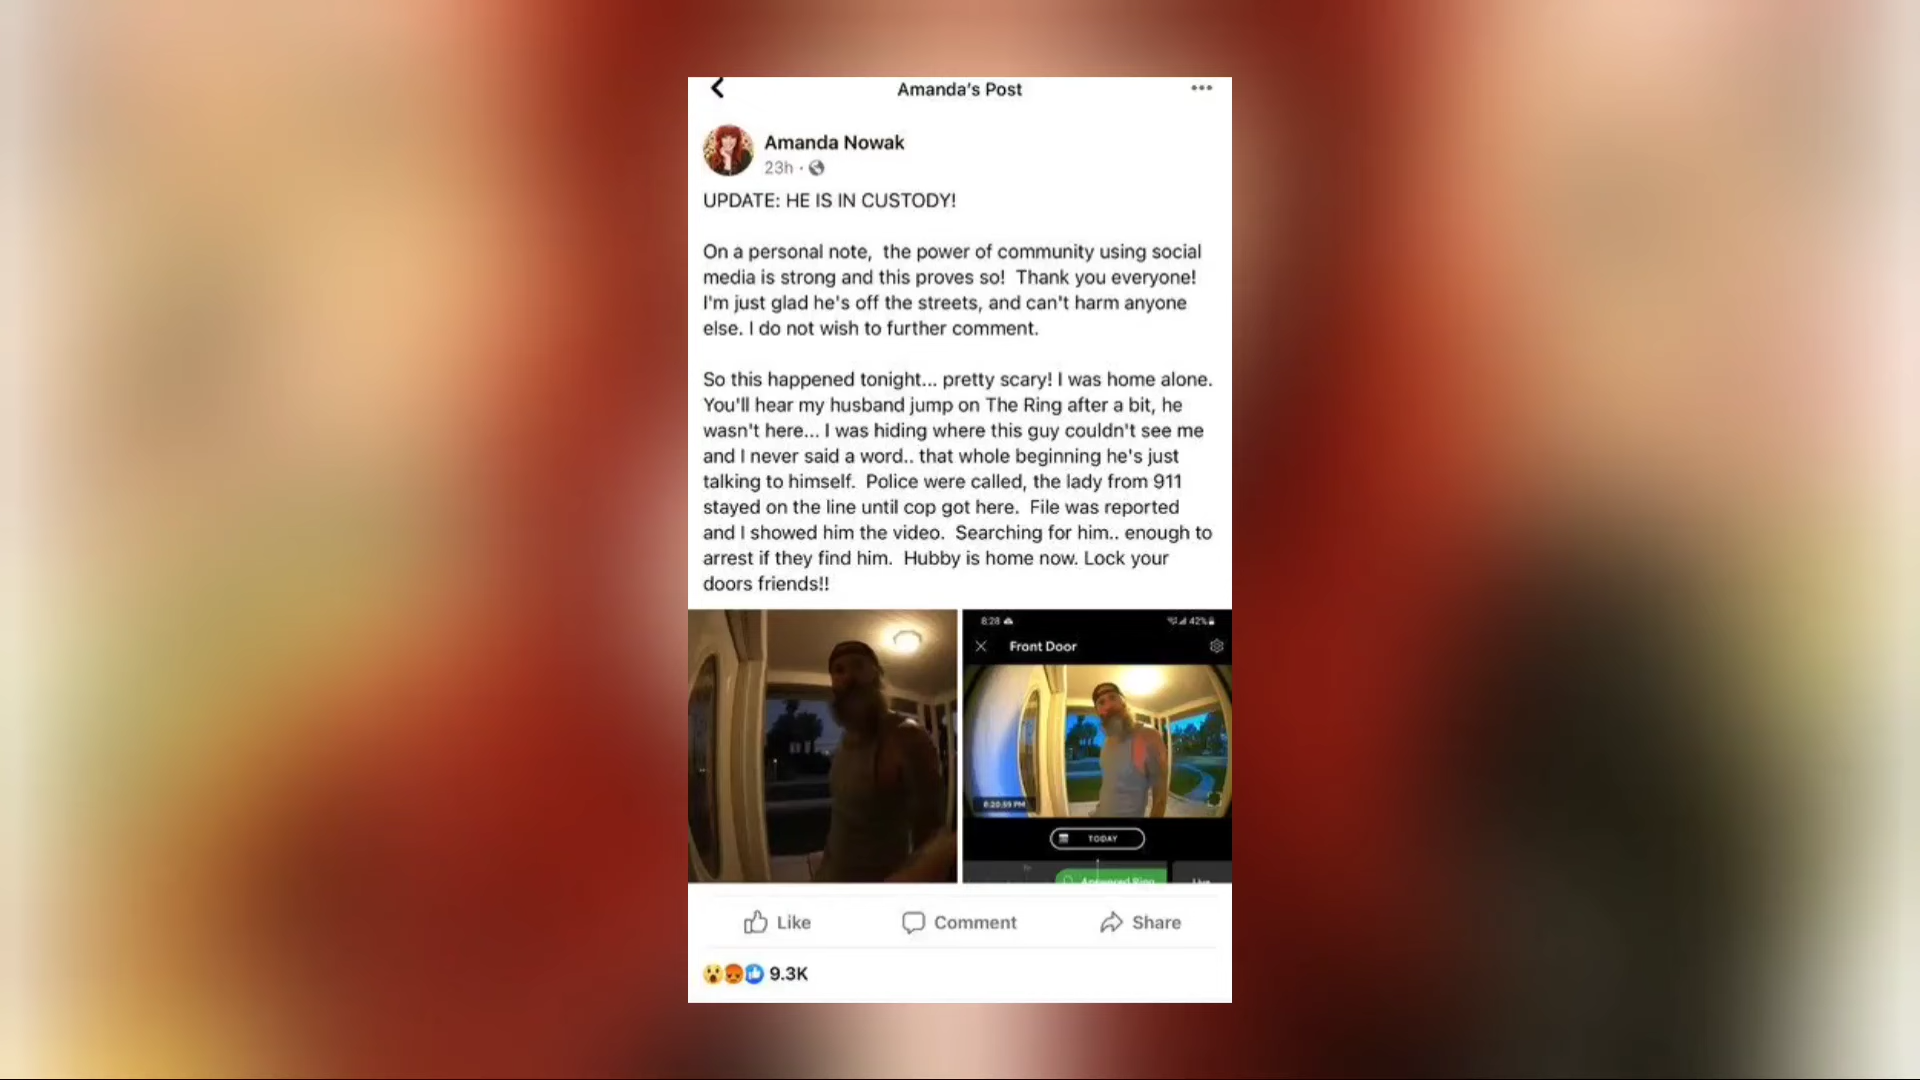 Amanda's Post
Amanda Nowak
23h ·
UPDATE: HE IS IN CUSTODY!
On a personal note, the power of community using social
media is strong and this proves so! Thank you everyone!
I'm just glad he's off the streets, and can't harm anyone
else. I do not wish to further comment.
So this happened tonight... pretty scary! I was home alone.
You'll hear my husband jump on The Ring after a bit, he
wasn't here... I was hiding where this guy couldn't see me
and I never said a word.. that whole beginning he's just
talking to himself. Police were called, the lady from 911
stayed on the line until cop got here. File was reported
and I showed him the video. Searching for him.. enough to
arrest if they find him. Hubby is home now. Lock your
doors friends!!
8:28 42%
Front Door
8:20:59 PM
TODAY
Answered Ring Live
Like Comment Share
9.3K